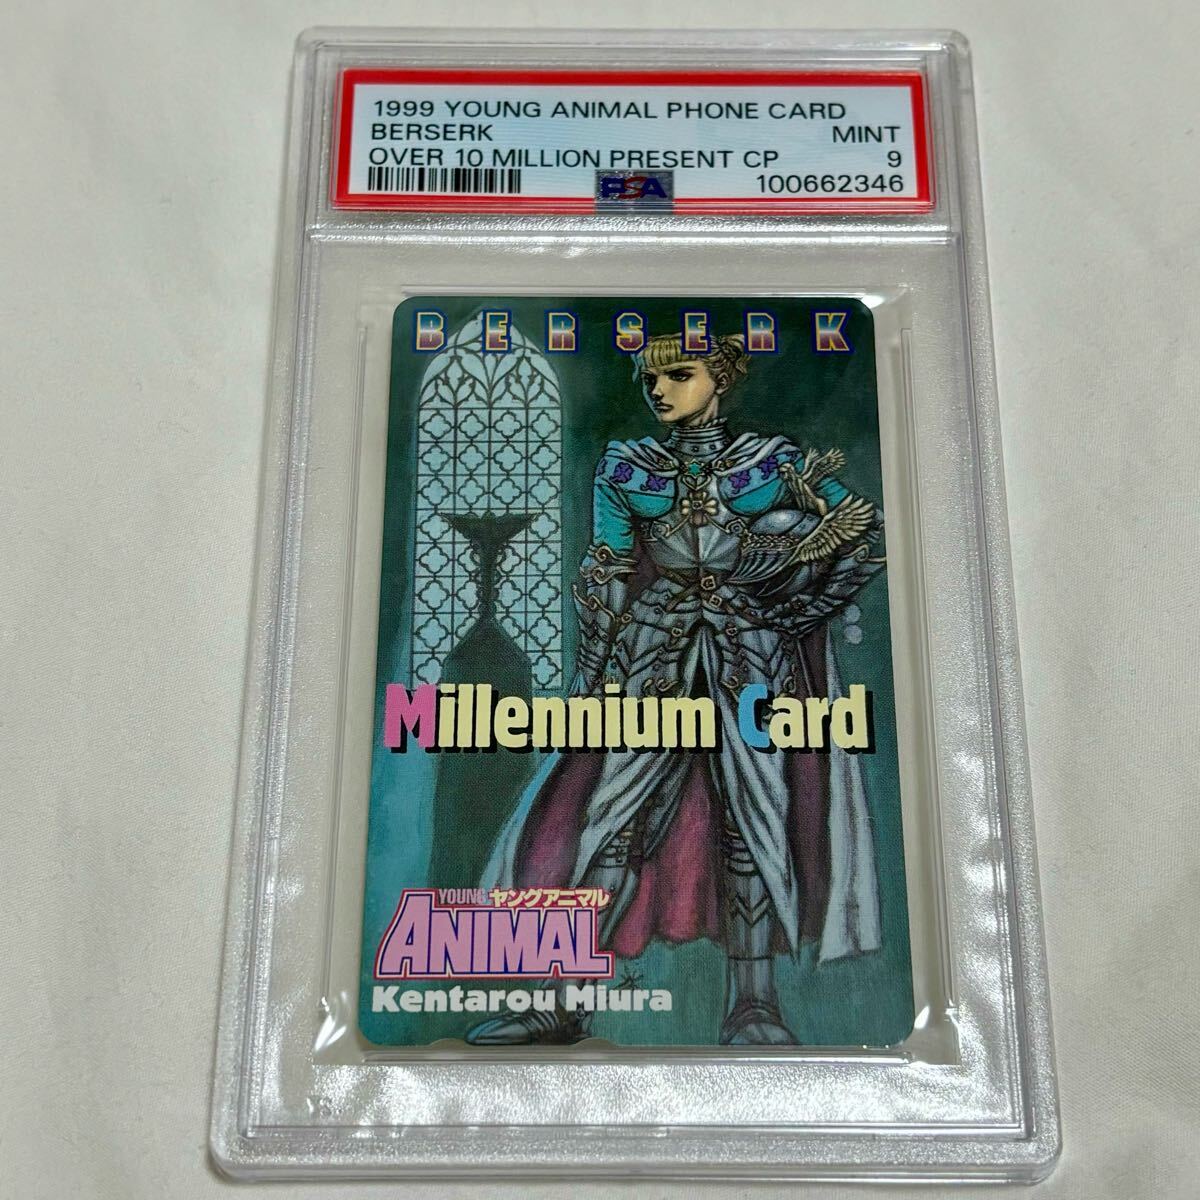 1999 YOUNG ANIMAL PHONE CARD
BERSERK MINT
OVER 10 MILLION PRESENT CP 9
PSA 100662346
BERSERK
Millennium Card
YOUNG ヤングアニマル
ANIMAL
Kentarou Miura